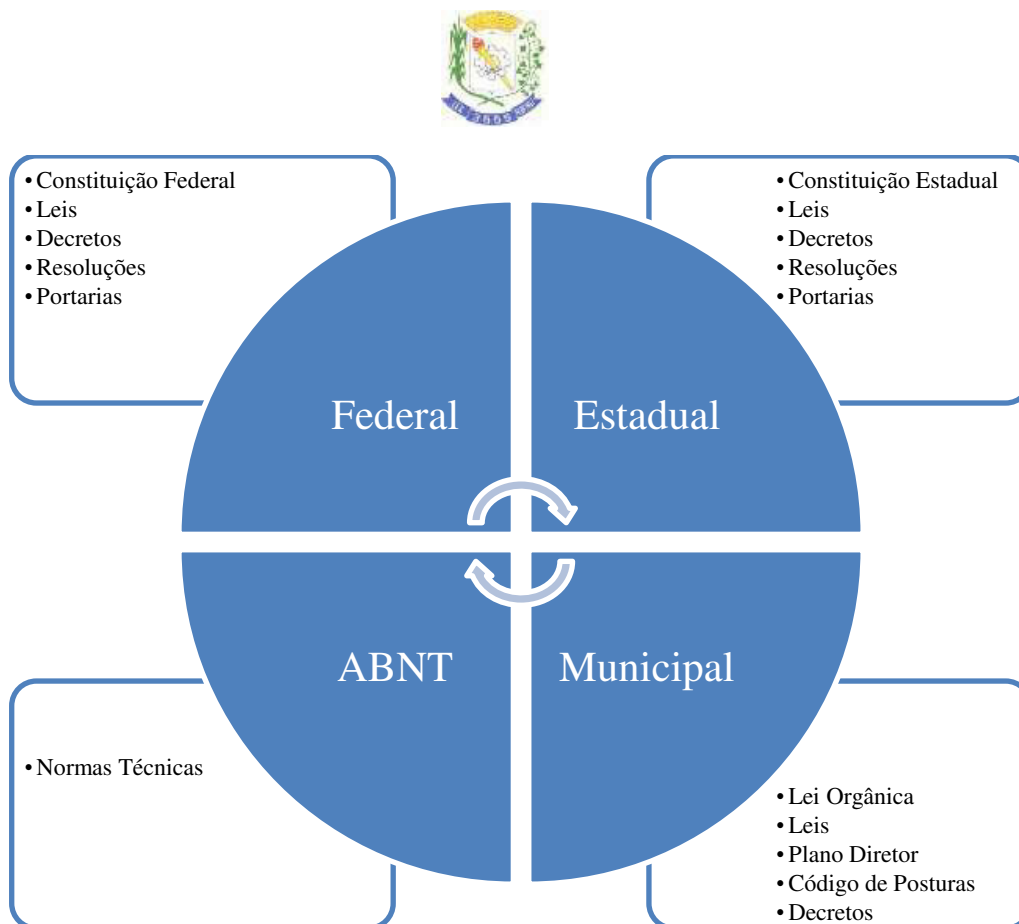 • Constituição Federal
• Leis
• Decretos
• Resoluções
• Portarias
• Constituição Estadual
• Leis
• Decretos
• Resoluções
• Portarias
Federal
Estadual
ABNT
Municipal
• Normas Técnicas
• Lei Orgânica
• Leis
• Plano Diretor
• Código de Posturas
• Decretos